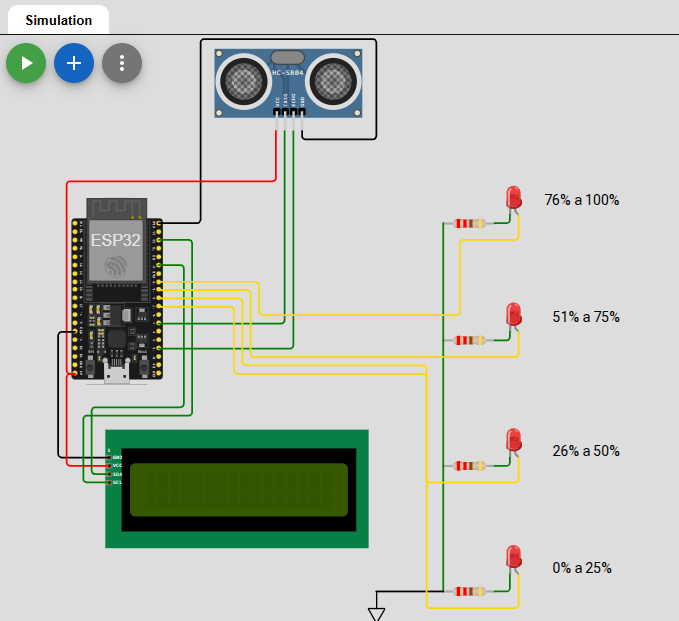 Simulation
HC-SR04
VCC
TRIG
ECHO
GND
76% a 100%
ESP32
51% a 75%
26% a 50%
1
GND
VCC
SDA
SCL
0% a 25%